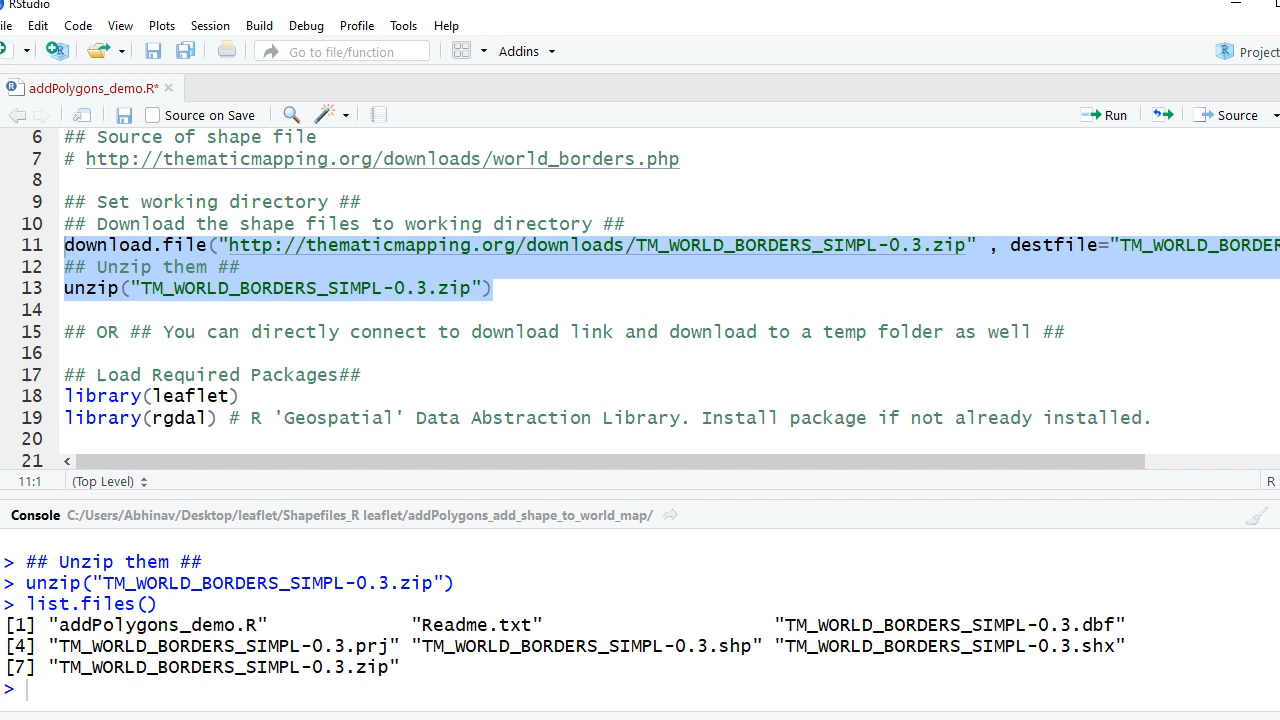 RStudio
File Edit Code View Plots Session Build Debug Profile Tools Help
Go to file/function Addins Project
addPolygons_demo.R*
Source on Save Run Source
6 ## Source of shape file
7 # http://thematicmapping.org/downloads/world_borders.php
8
9 ## Set working directory ##
10 ## Download the shape files to working directory ##
11 download.file("http://thematicmapping.org/downloads/TM_WORLD_BORDERS_SIMPL-0.3.zip" , destfile="TM_WORLD_BORDER
12 ## Unzip them ##
13 unzip("TM_WORLD_BORDERS_SIMPL-0.3.zip")
14
15 ## OR ## You can directly connect to download link and download to a temp folder as well ##
16
17 ## Load Required Packages##
18 library(leaflet)
19 library(rgdal) # R 'Geospatial' Data Abstraction Library. Install package if not already installed.
20
21
11:1 (Top Level) R
Console C:/Users/Abhinav/Desktop/leaflet/Shapefiles_R leaflet/addPolygons_add_shape_to_world_map/
> ## Unzip them ##
> unzip("TM_WORLD_BORDERS_SIMPL-0.3.zip")
> list.files()
[1] "addPolygons_demo.R" "Readme.txt" "TM_WORLD_BORDERS_SIMPL-0.3.dbf"
[4] "TM_WORLD_BORDERS_SIMPL-0.3.prj" "TM_WORLD_BORDERS_SIMPL-0.3.shp" "TM_WORLD_BORDERS_SIMPL-0.3.shx"
[7] "TM_WORLD_BORDERS_SIMPL-0.3.zip"
>